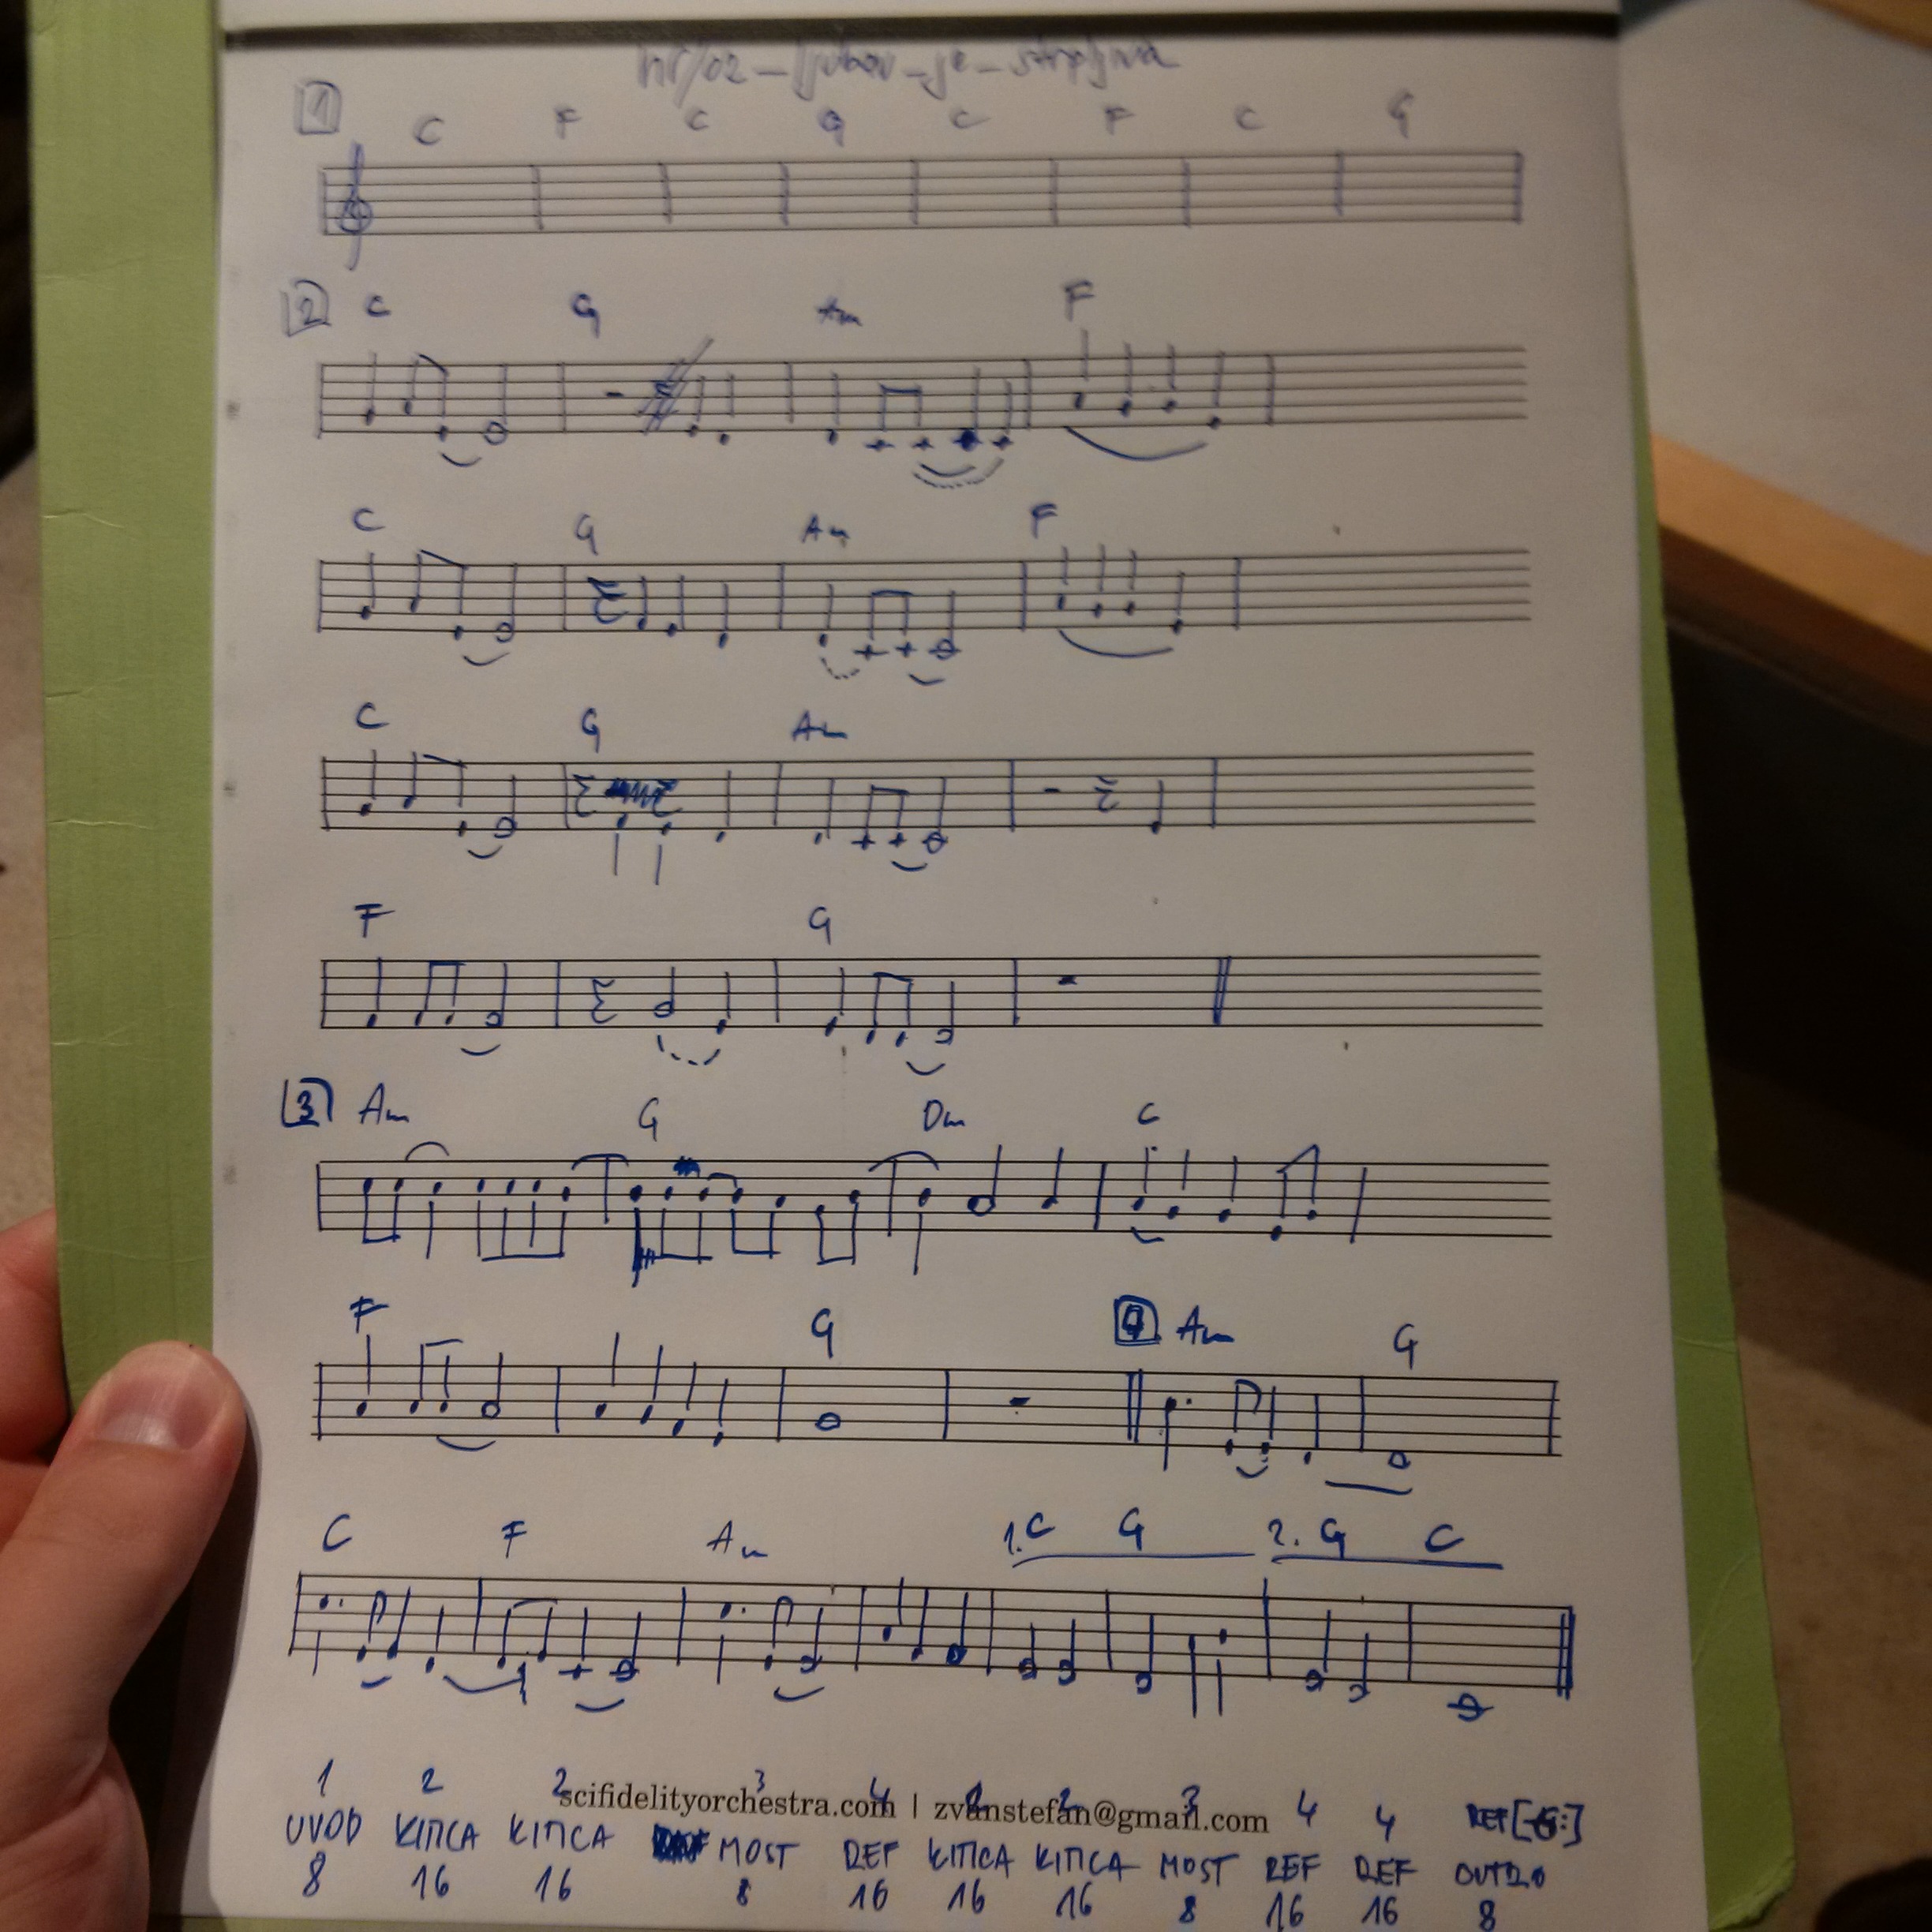 hr/02-ljubav-je-strpljiva
1 C F C G C F C G
2 C G Am F
C G Am F
C G Am
F G
3 Am G Dm C
F G 4 Am G
C F Am 1. C G 2. G C
1 2 2 3 4 2 2 3 4 4 REF
scifidelityorchestra.com | zvanstefan@gmail.com
UVOD KITICA KITICA MOST REF KITICA KITICA MOST REF REF OUTRO
8 16 16 8 16 16 16 8 16 16 8